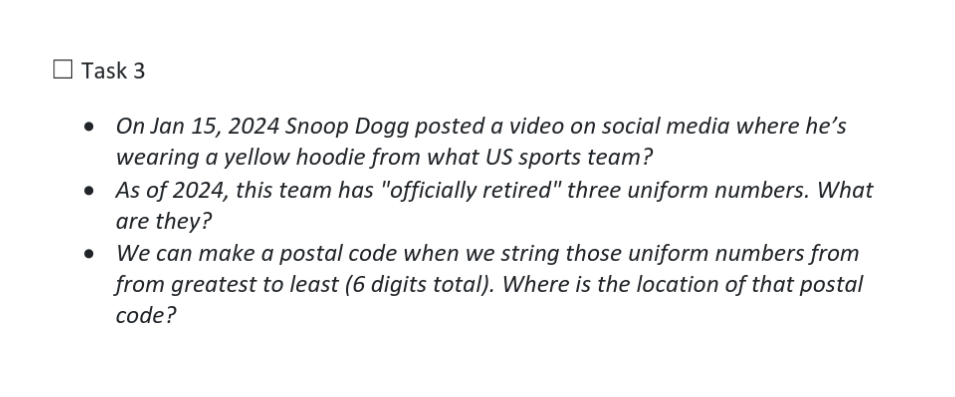 ☐ Task 3
• On Jan 15, 2024 Snoop Dogg posted a video on social media where he’s
wearing a yellow hoodie from what US sports team?
• As of 2024, this team has "officially retired" three uniform numbers. What
are they?
• We can make a postal code when we string those uniform numbers from
from greatest to least (6 digits total). Where is the location of that postal
code?